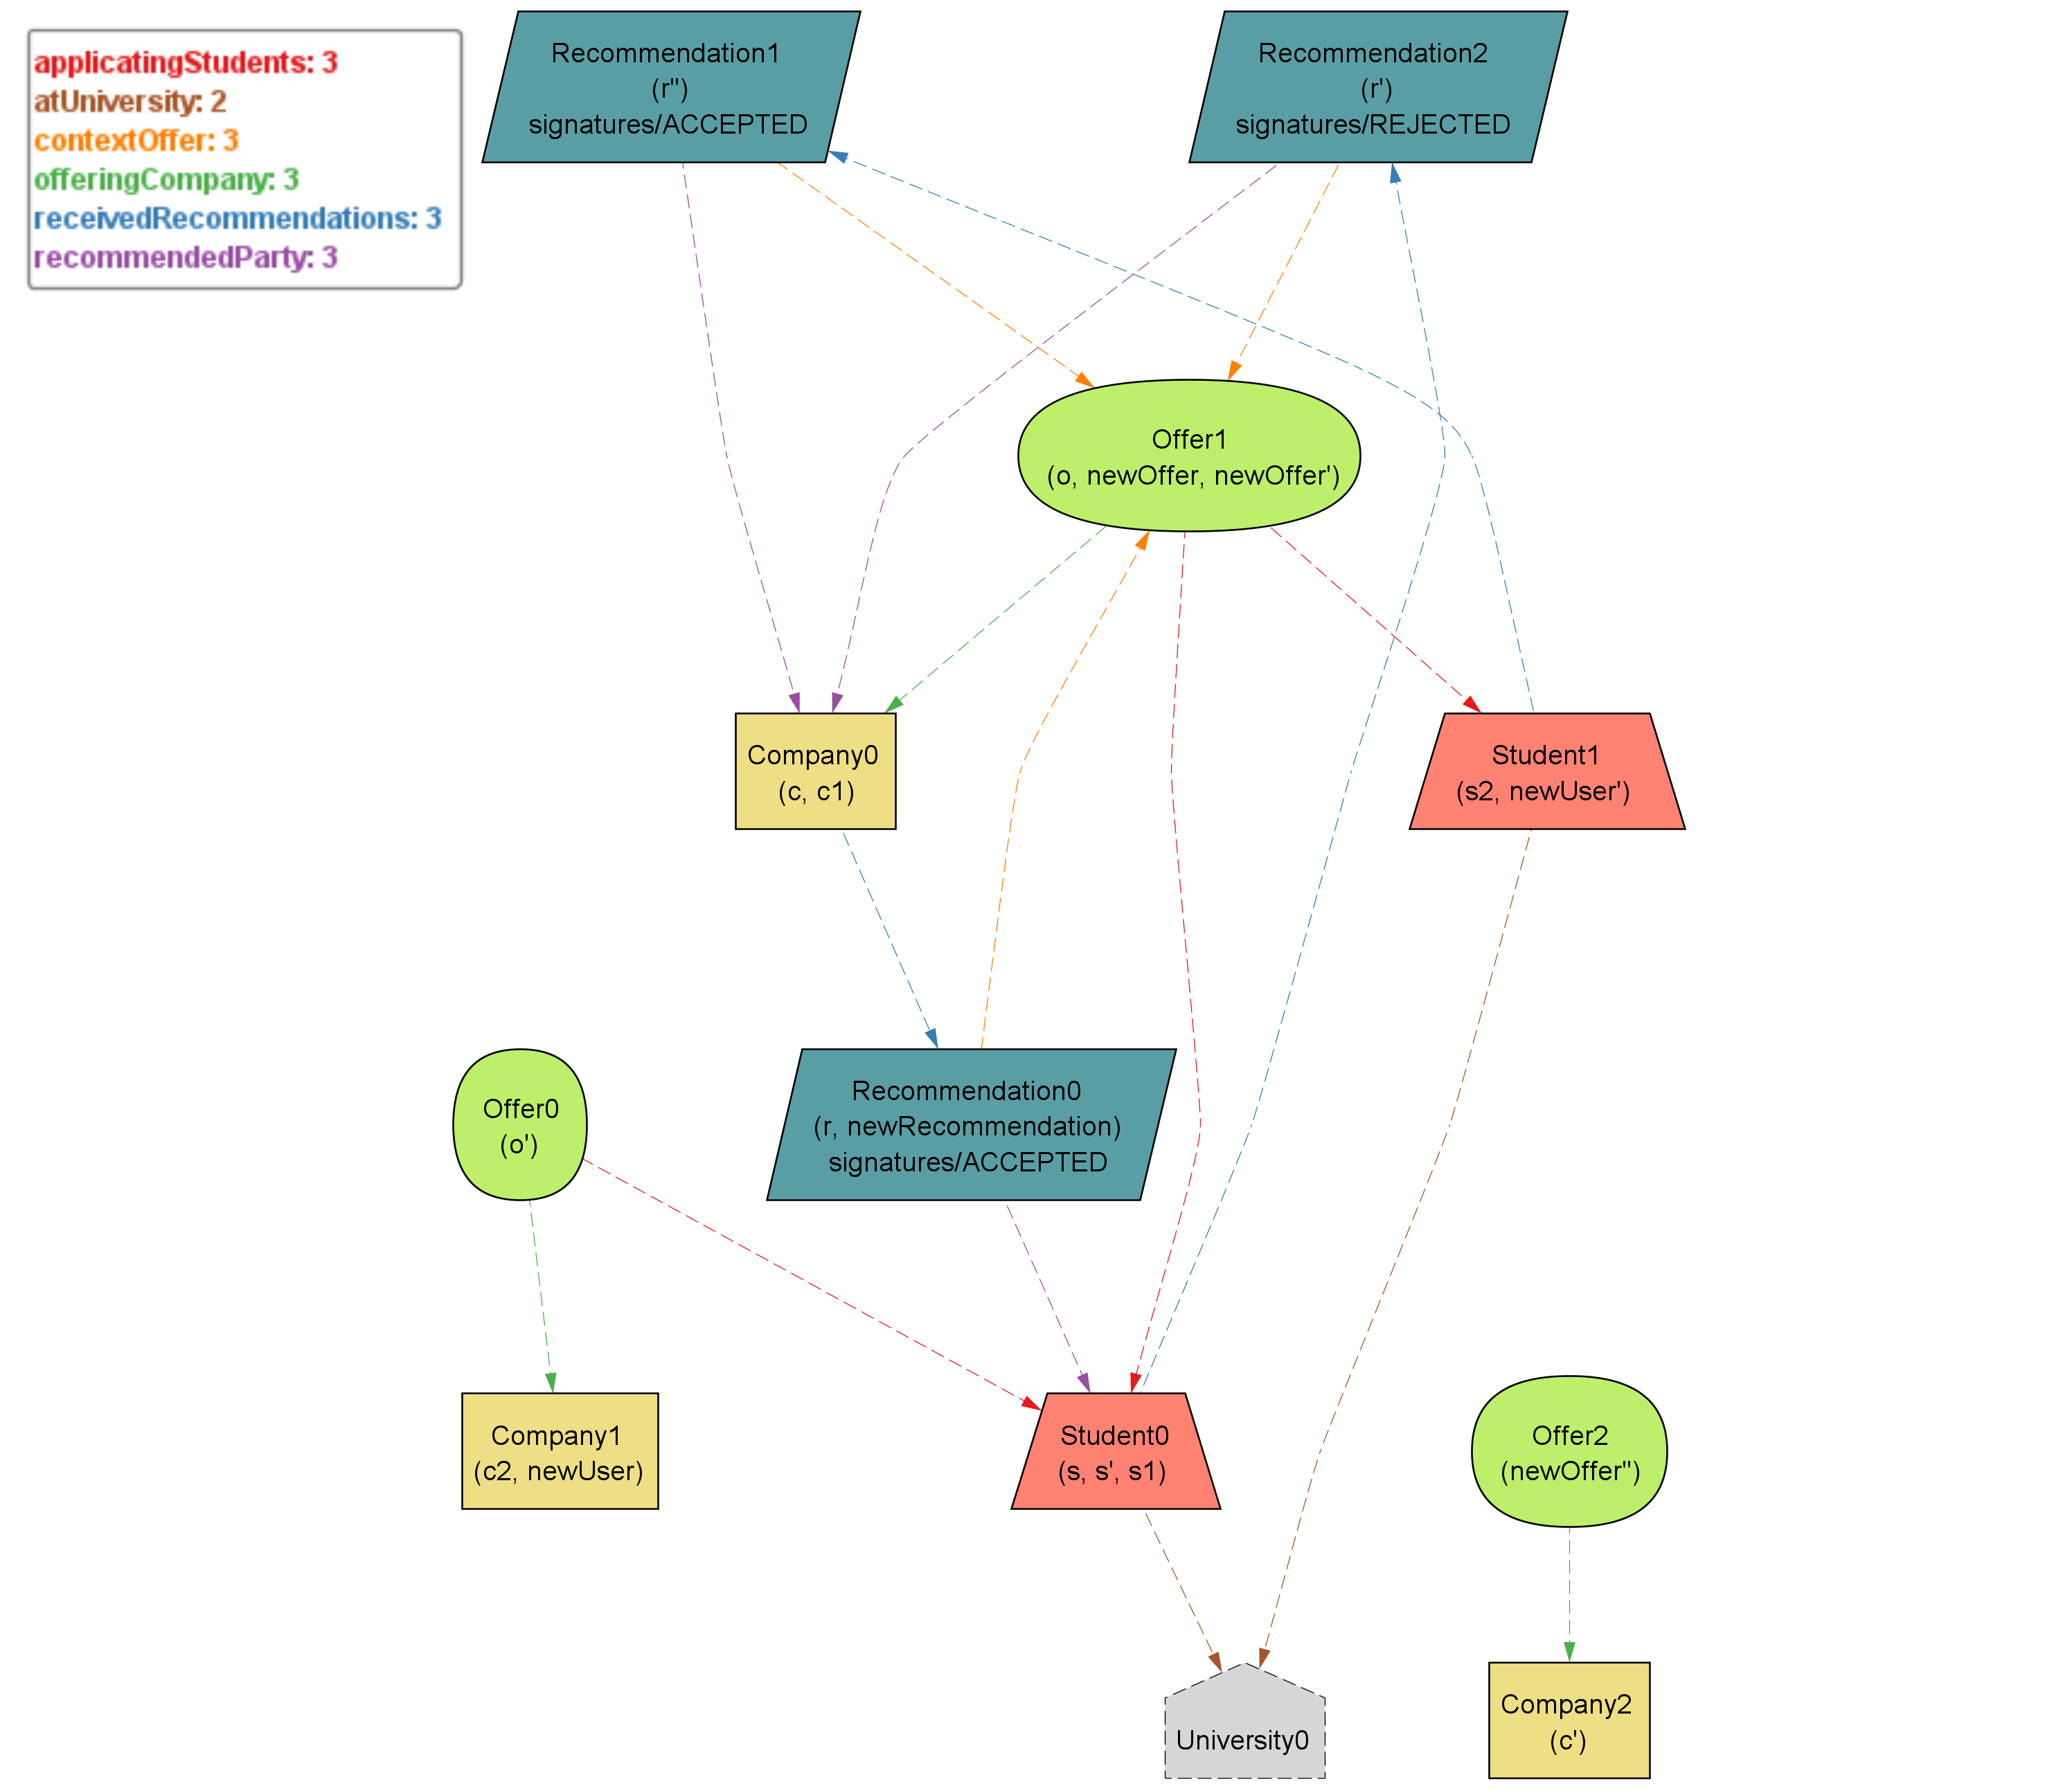 applicatingStudents: 3
atUniversity: 2
contextOffer: 3
offeringCompany: 3
receivedRecommendations: 3
recommendedParty: 3
Recommendation1
(r'')
signatures/ACCEPTED
Recommendation2
(r')
signatures/REJECTED
Offer1
(o, newOffer, newOffer')
Company0
(c, c1)
Student1
(s2, newUser')
Offer0
(o')
Recommendation0
(r, newRecommendation)
signatures/ACCEPTED
Company1
(c2, newUser)
Student0
(s, s', s1)
Offer2
(newOffer'')
University0
Company2
(c')